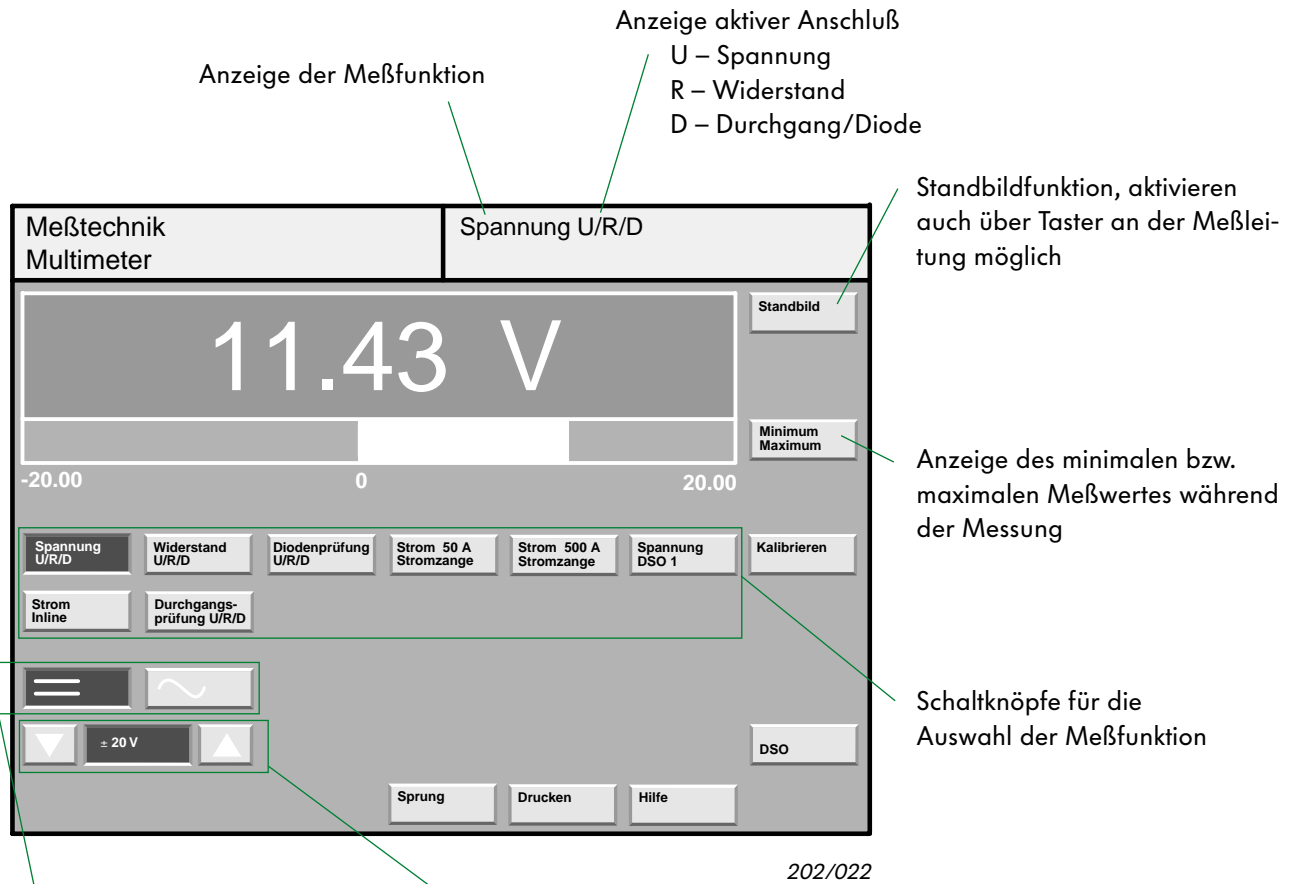 Anzeige aktiver Anschluß
U – Spannung
R – Widerstand
D – Durchgang/Diode
Anzeige der Meßfunktion
Standbildfunktion, aktivieren
auch über Taster an der Meßlei-
tung möglich
Meßtechnik
Multimeter
Spannung U/R/D
Standbild
11.43 V
Minimum
Maximum
-20.00 0 20.00
Anzeige des minimalen bzw.
maximalen Meßwertes während
der Messung
Spannung
U/R/D
Widerstand
U/R/D
Diodenprüfung
U/R/D
Strom 50 A
Stromzange
Strom 500 A
Stromzange
Spannung
DSO 1
Kalibrieren
Strom
Inline
Durchgangs-
prüfung U/R/D
Schaltknöpfe für die
Auswahl der Meßfunktion
± 20 V
DSO
Sprung
Drucken
Hilfe
202/022